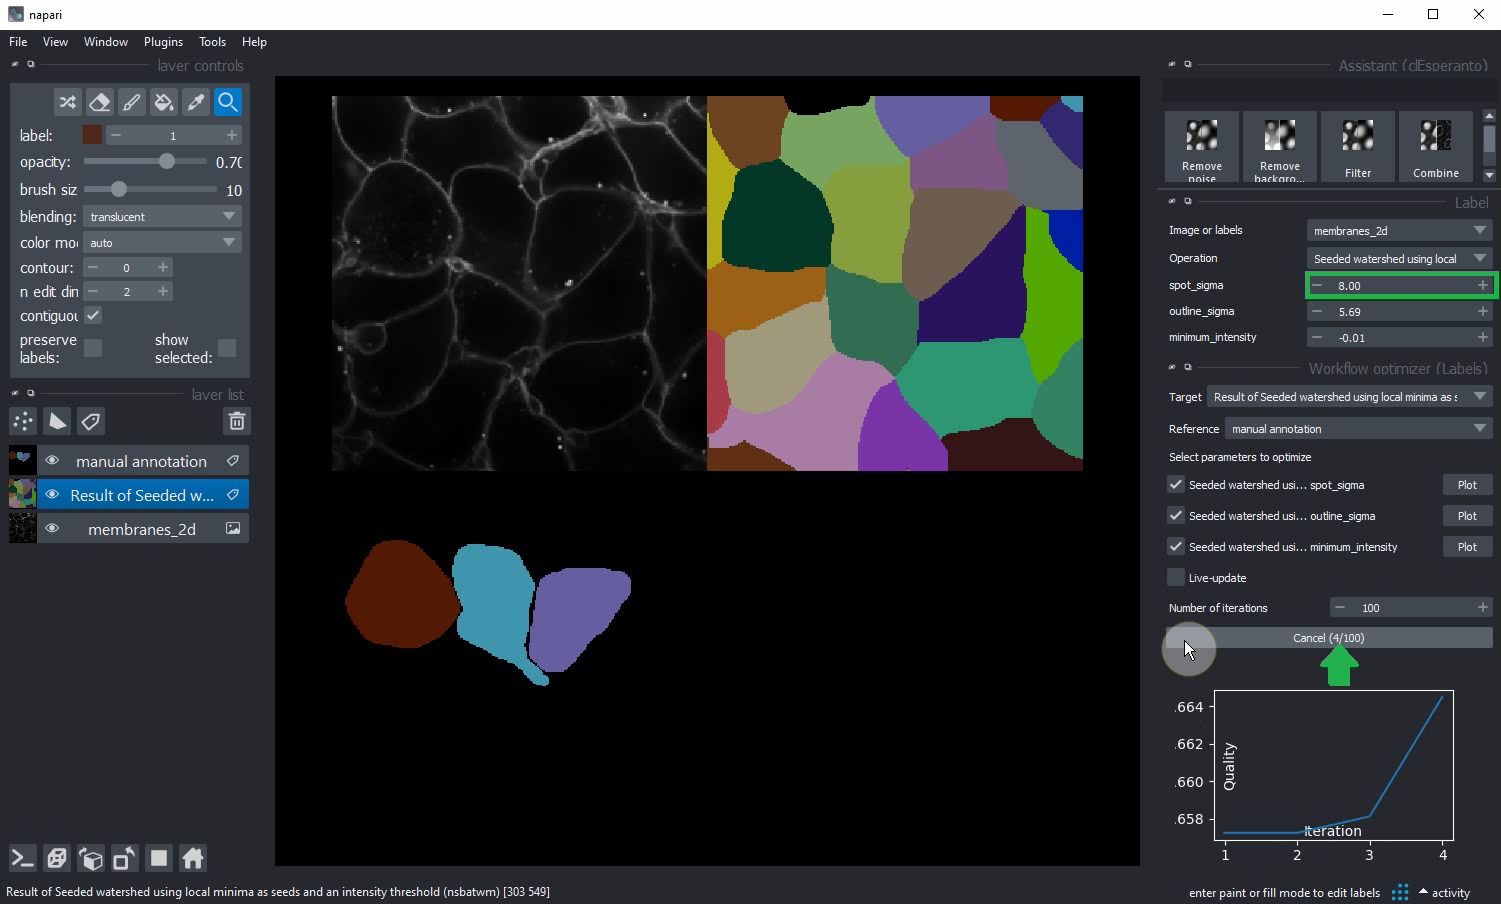 napari
File View Window Plugins Tools Help
layer controls
label: 1
opacity: 0.70
brush siz 10
blending: translucent
color mo auto
contour: 0
n edit din 2
contiguou
preserve labels: show selected:
layer list
manual annotation
Result of Seeded w...
membranes_2d
Assistant (clEsperanto)
Remove noise
Remove backgro...
Filter
Combine
Label
Image or labels membranes_2d
Operation Seeded watershed using local
spot_sigma 8.00
outline_sigma 5.69
minimum_intensity -0.01
Workflow optimizer (Labels)
Target Result of Seeded watershed using local minima as s
Reference manual annotation
Select parameters to optimize
Seeded watershed usi... spot_sigma Plot
Seeded watershed usi... outline_sigma Plot
Seeded watershed usi... minimum_intensity Plot
Live-update
Number of iterations 100
Cancel (4/100)
.664
.662
.660
.658
Quality
Iteration
1 2 3 4
Result of Seeded watershed using local minima as seeds and an intensity threshold (nsbatwm) [303 549]
enter paint or fill mode to edit labels activity